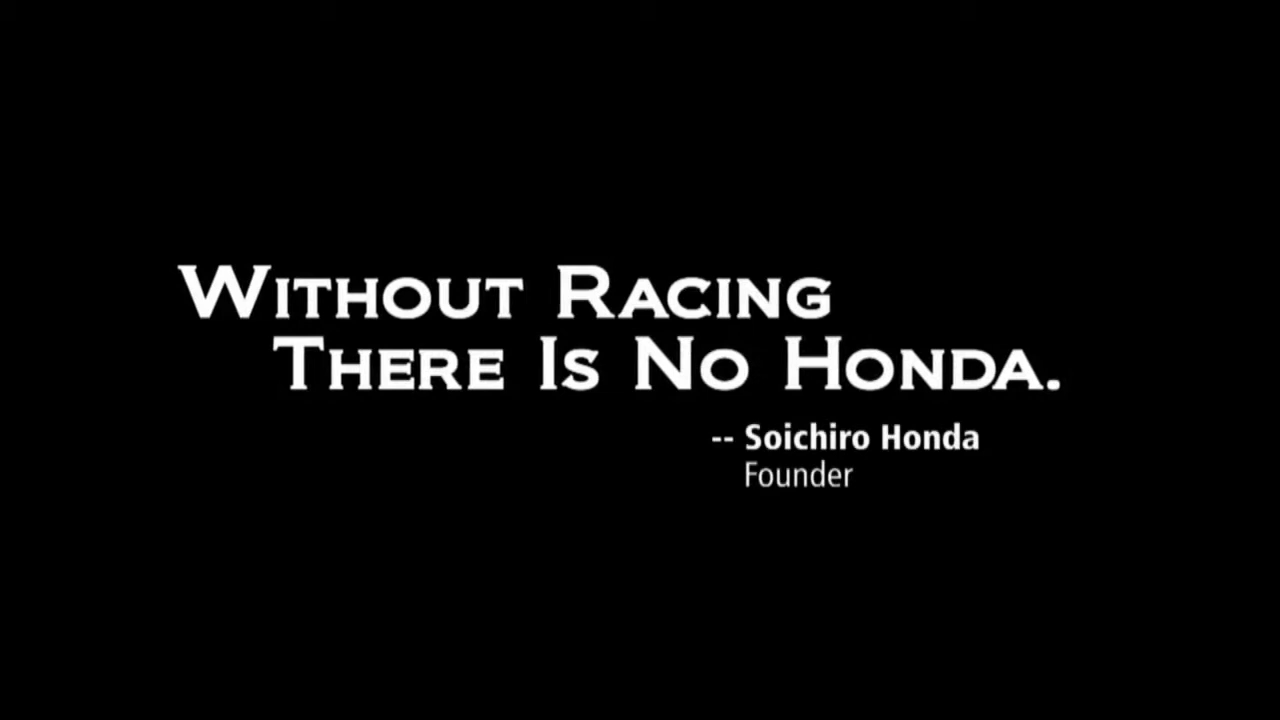 Without Racing
There Is No Honda.
-- Soichiro Honda
Founder